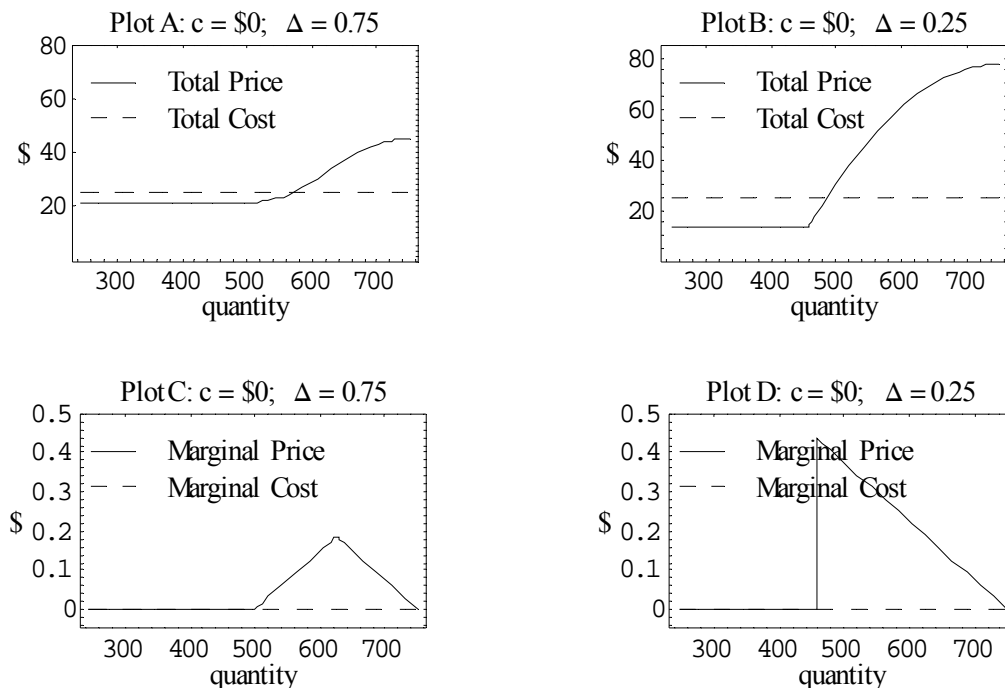 Plot A: c = $0; Δ = 0.75
80
60
40
20
$
Total Price
Total Cost
300 400 500 600 700
quantity
Plot B: c = $0; Δ = 0.25
80
60
40
20
$
Total Price
Total Cost
300 400 500 600 700
quantity
Plot C: c = $0; Δ = 0.75
0.5
0.4
0.3
0.2
0.1
0
$
Marginal Price
Marginal Cost
300 400 500 600 700
quantity
Plot D: c = $0; Δ = 0.25
0.5
0.4
0.3
0.2
0.1
0
$
Marginal Price
Marginal Cost
300 400 500 600 700
quantity